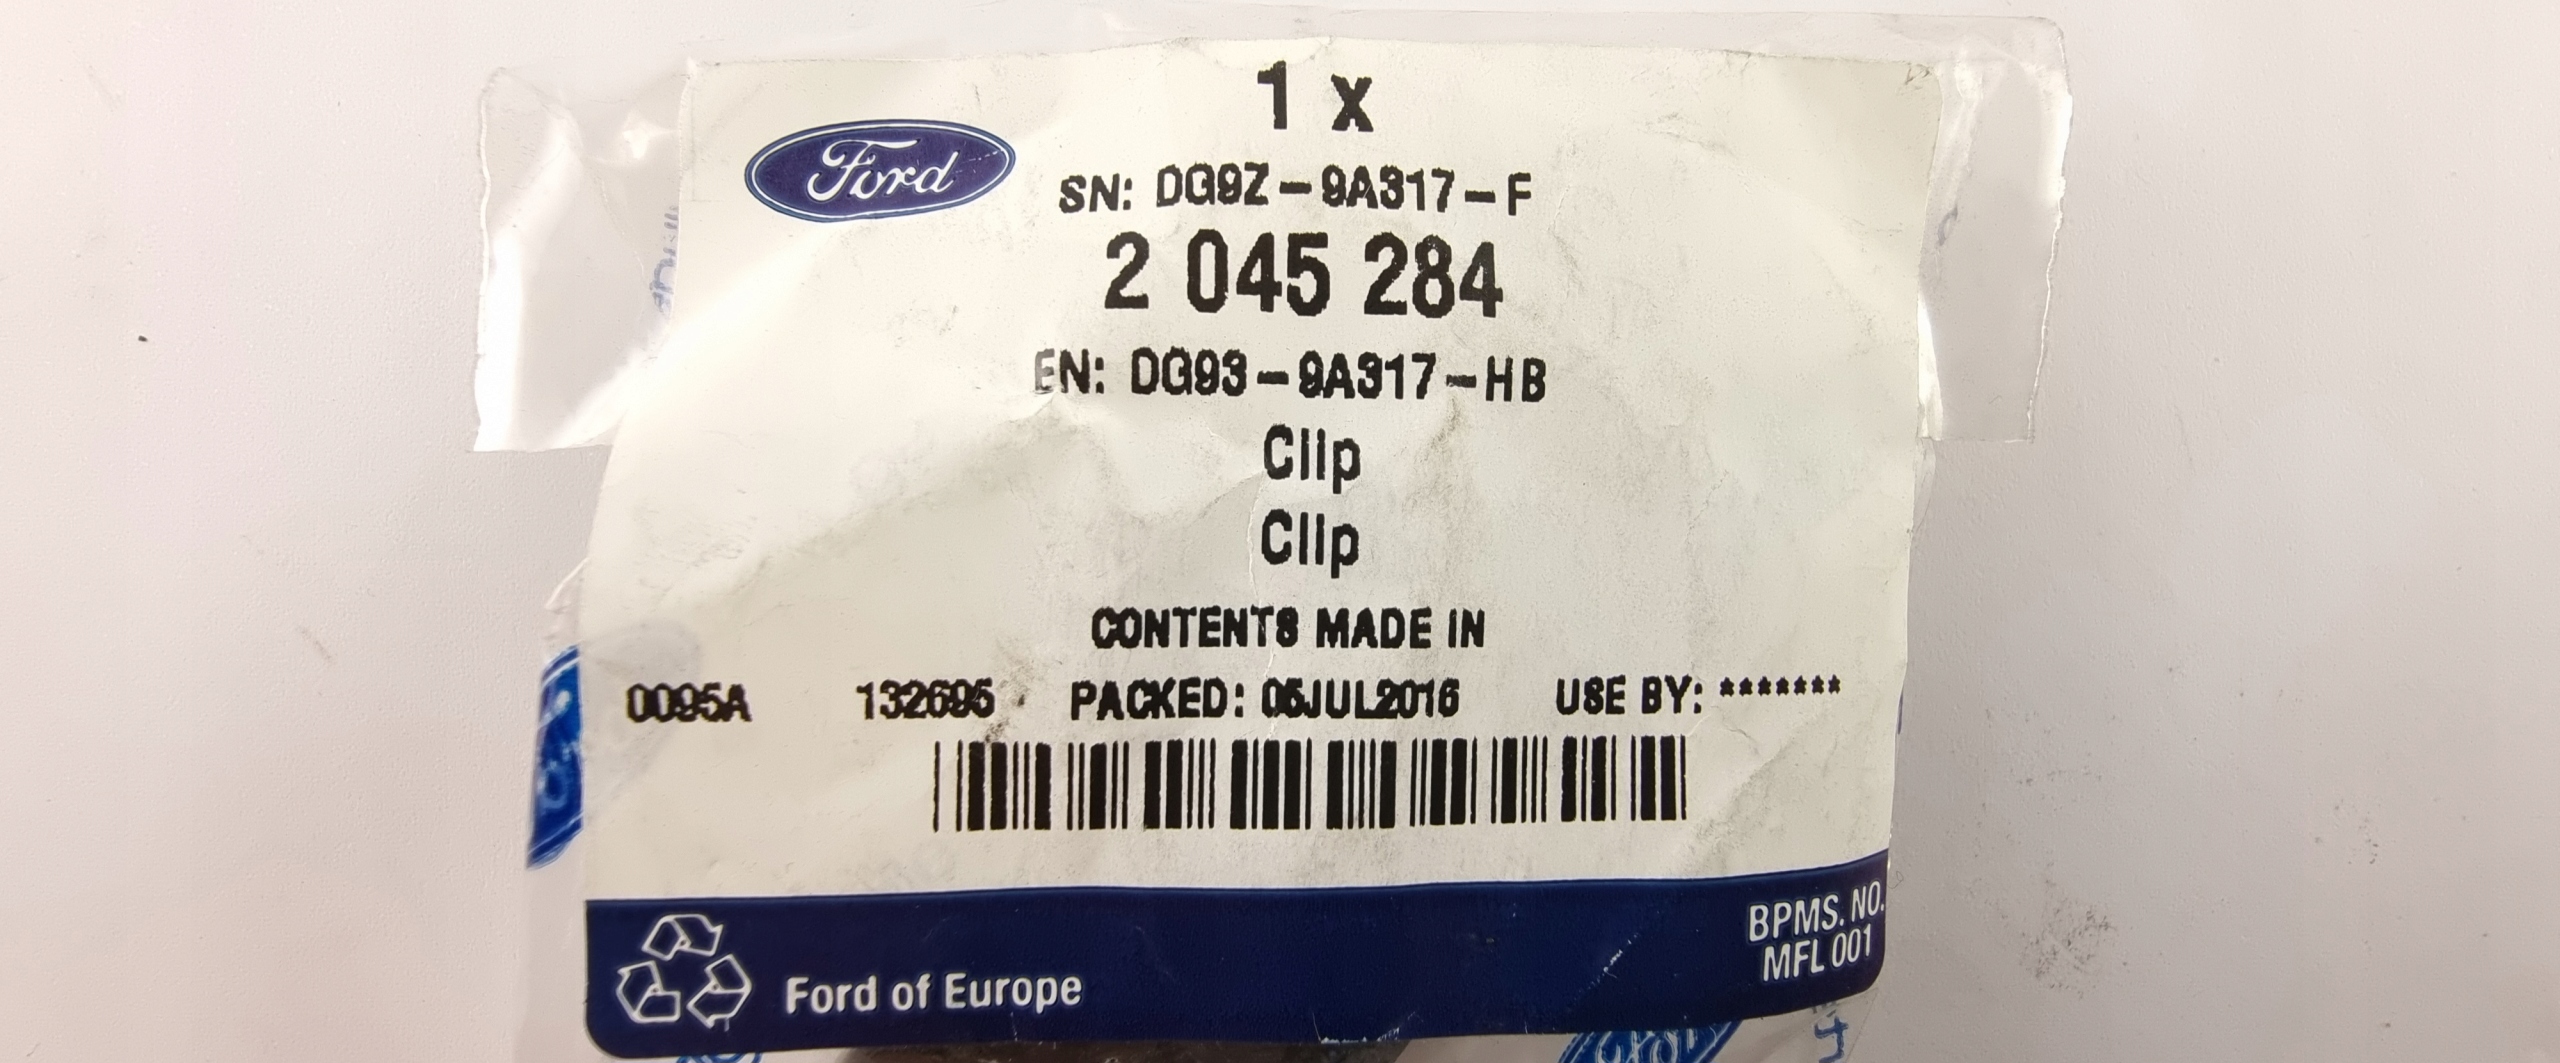 1 x
Ford
SN: DG9Z-9A317-F
2 045 284
EN: DG93-9A317-HB
Clip
Clip
CONTENTS MADE IN
0095A 132695 PACKED: 05JUL2016 USE BY: *******
BPMS. NO.
MFL 001
Ford of Europe